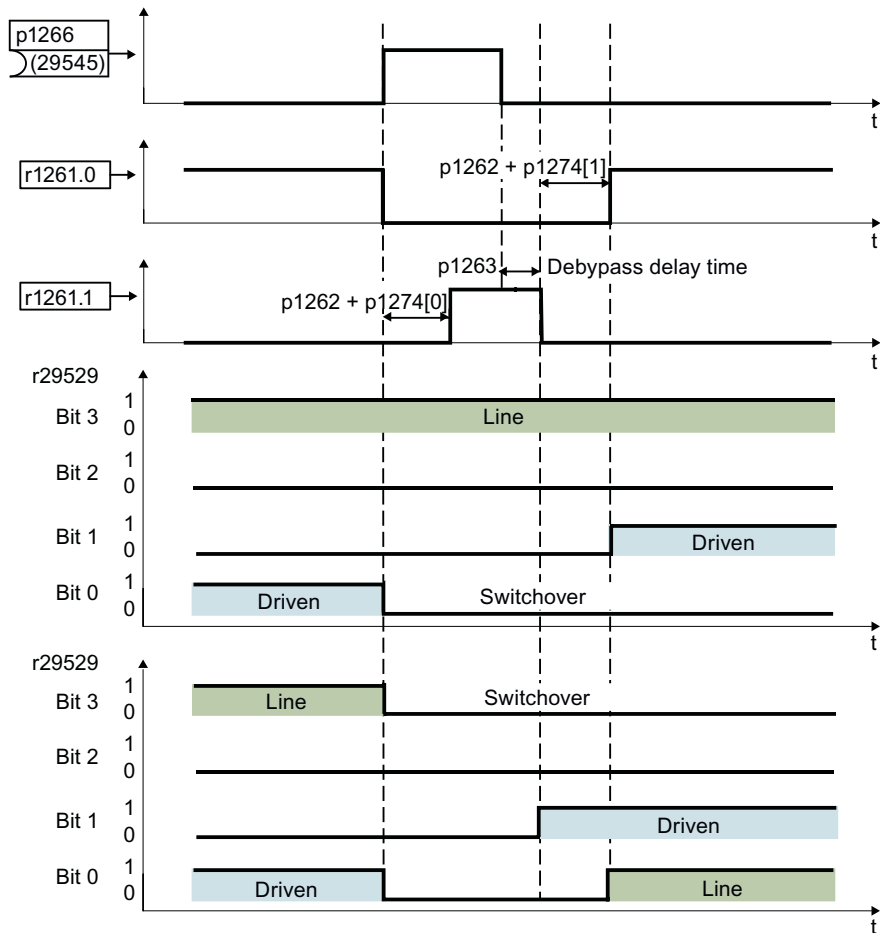 p1266
(29545)
t
r1261.0
p1262 + p1274[1]
t
p1263
Debypass delay time
r1261.1
p1262 + p1274[0]
t
r29529
Bit 3
1
0
Line
Bit 2
1
0
Bit 1
1
0
Driven
Bit 0
1
0
Driven
Switchover
t
r29529
Bit 3
1
0
Line
Switchover
Bit 2
1
0
Bit 1
1
0
Driven
Bit 0
1
0
Driven
Line
t